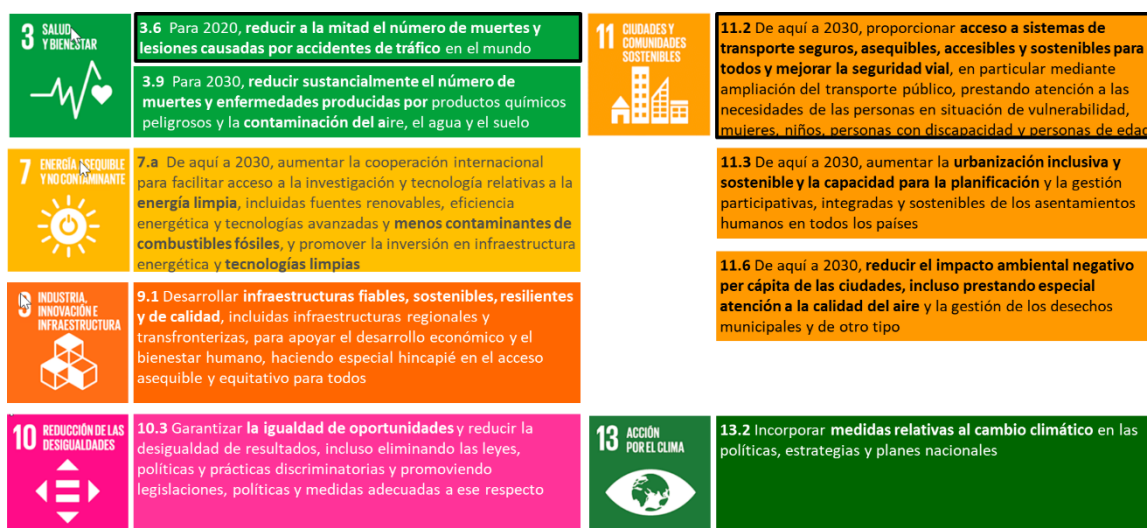 3 SALUD
Y BIENESTAR
3.6 Para 2020, reducir a la mitad el número de muertes y
lesiones causadas por accidentes de tráfico en el mundo
3.9 Para 2030, reducir sustancialmente el número de
muertes y enfermedades producidas por productos químicos
peligrosos y la contaminación del aire, el agua y el suelo
7 ENERGÍA ASEQUIBLE
Y NO CONTAMINANTE
7.a De aquí a 2030, aumentar la cooperación internacional
para facilitar acceso a la investigación y tecnología relativas a la
energía limpia, incluidas fuentes renovables, eficiencia
energética y tecnologías avanzadas y menos contaminantes de
combustibles fósiles, y promover la inversión en infraestructura
energética y tecnologías limpias
9 INDUSTRIA,
INNOVACIÓN E
INFRAESTRUCTURA
9.1 Desarrollar infraestructuras fiables, sostenibles, resilientes
y de calidad, incluidas infraestructuras regionales y
transfronterizas, para apoyar el desarrollo económico y el
bienestar humano, haciendo especial hincapié en el acceso
asequible y equitativo para todos
10 REDUCCIÓN DE LAS
DESIGUALDADES
10.3 Garantizar la igualdad de oportunidades y reducir la
desigualdad de resultados, incluso eliminando las leyes,
políticas y prácticas discriminatorias y promoviendo
legislaciones, políticas y medidas adecuadas a ese respecto
11 CIUDADES Y
COMUNIDADES
SOSTENIBLES
11.2 De aquí a 2030, proporcionar acceso a sistemas de
transporte seguros, asequibles, accesibles y sostenibles para
todos y mejorar la seguridad vial, en particular mediante
ampliación del transporte público, prestando atención a las
necesidades de las personas en situación de vulnerabilidad,
mujeres, niños, personas con discapacidad y personas de edad
11.3 De aquí a 2030, aumentar la urbanización inclusiva y
sostenible y la capacidad para la planificación y la gestión
participativas, integradas y sostenibles de los asentamientos
humanos en todos los países
11.6 De aquí a 2030, reducir el impacto ambiental negativo
per cápita de las ciudades, incluso prestando especial
atención a la calidad del aire y la gestión de los desechos
municipales y de otro tipo
13 ACCIÓN
POR EL CLIMA
13.2 Incorporar medidas relativas al cambio climático en las
políticas, estrategias y planes nacionales